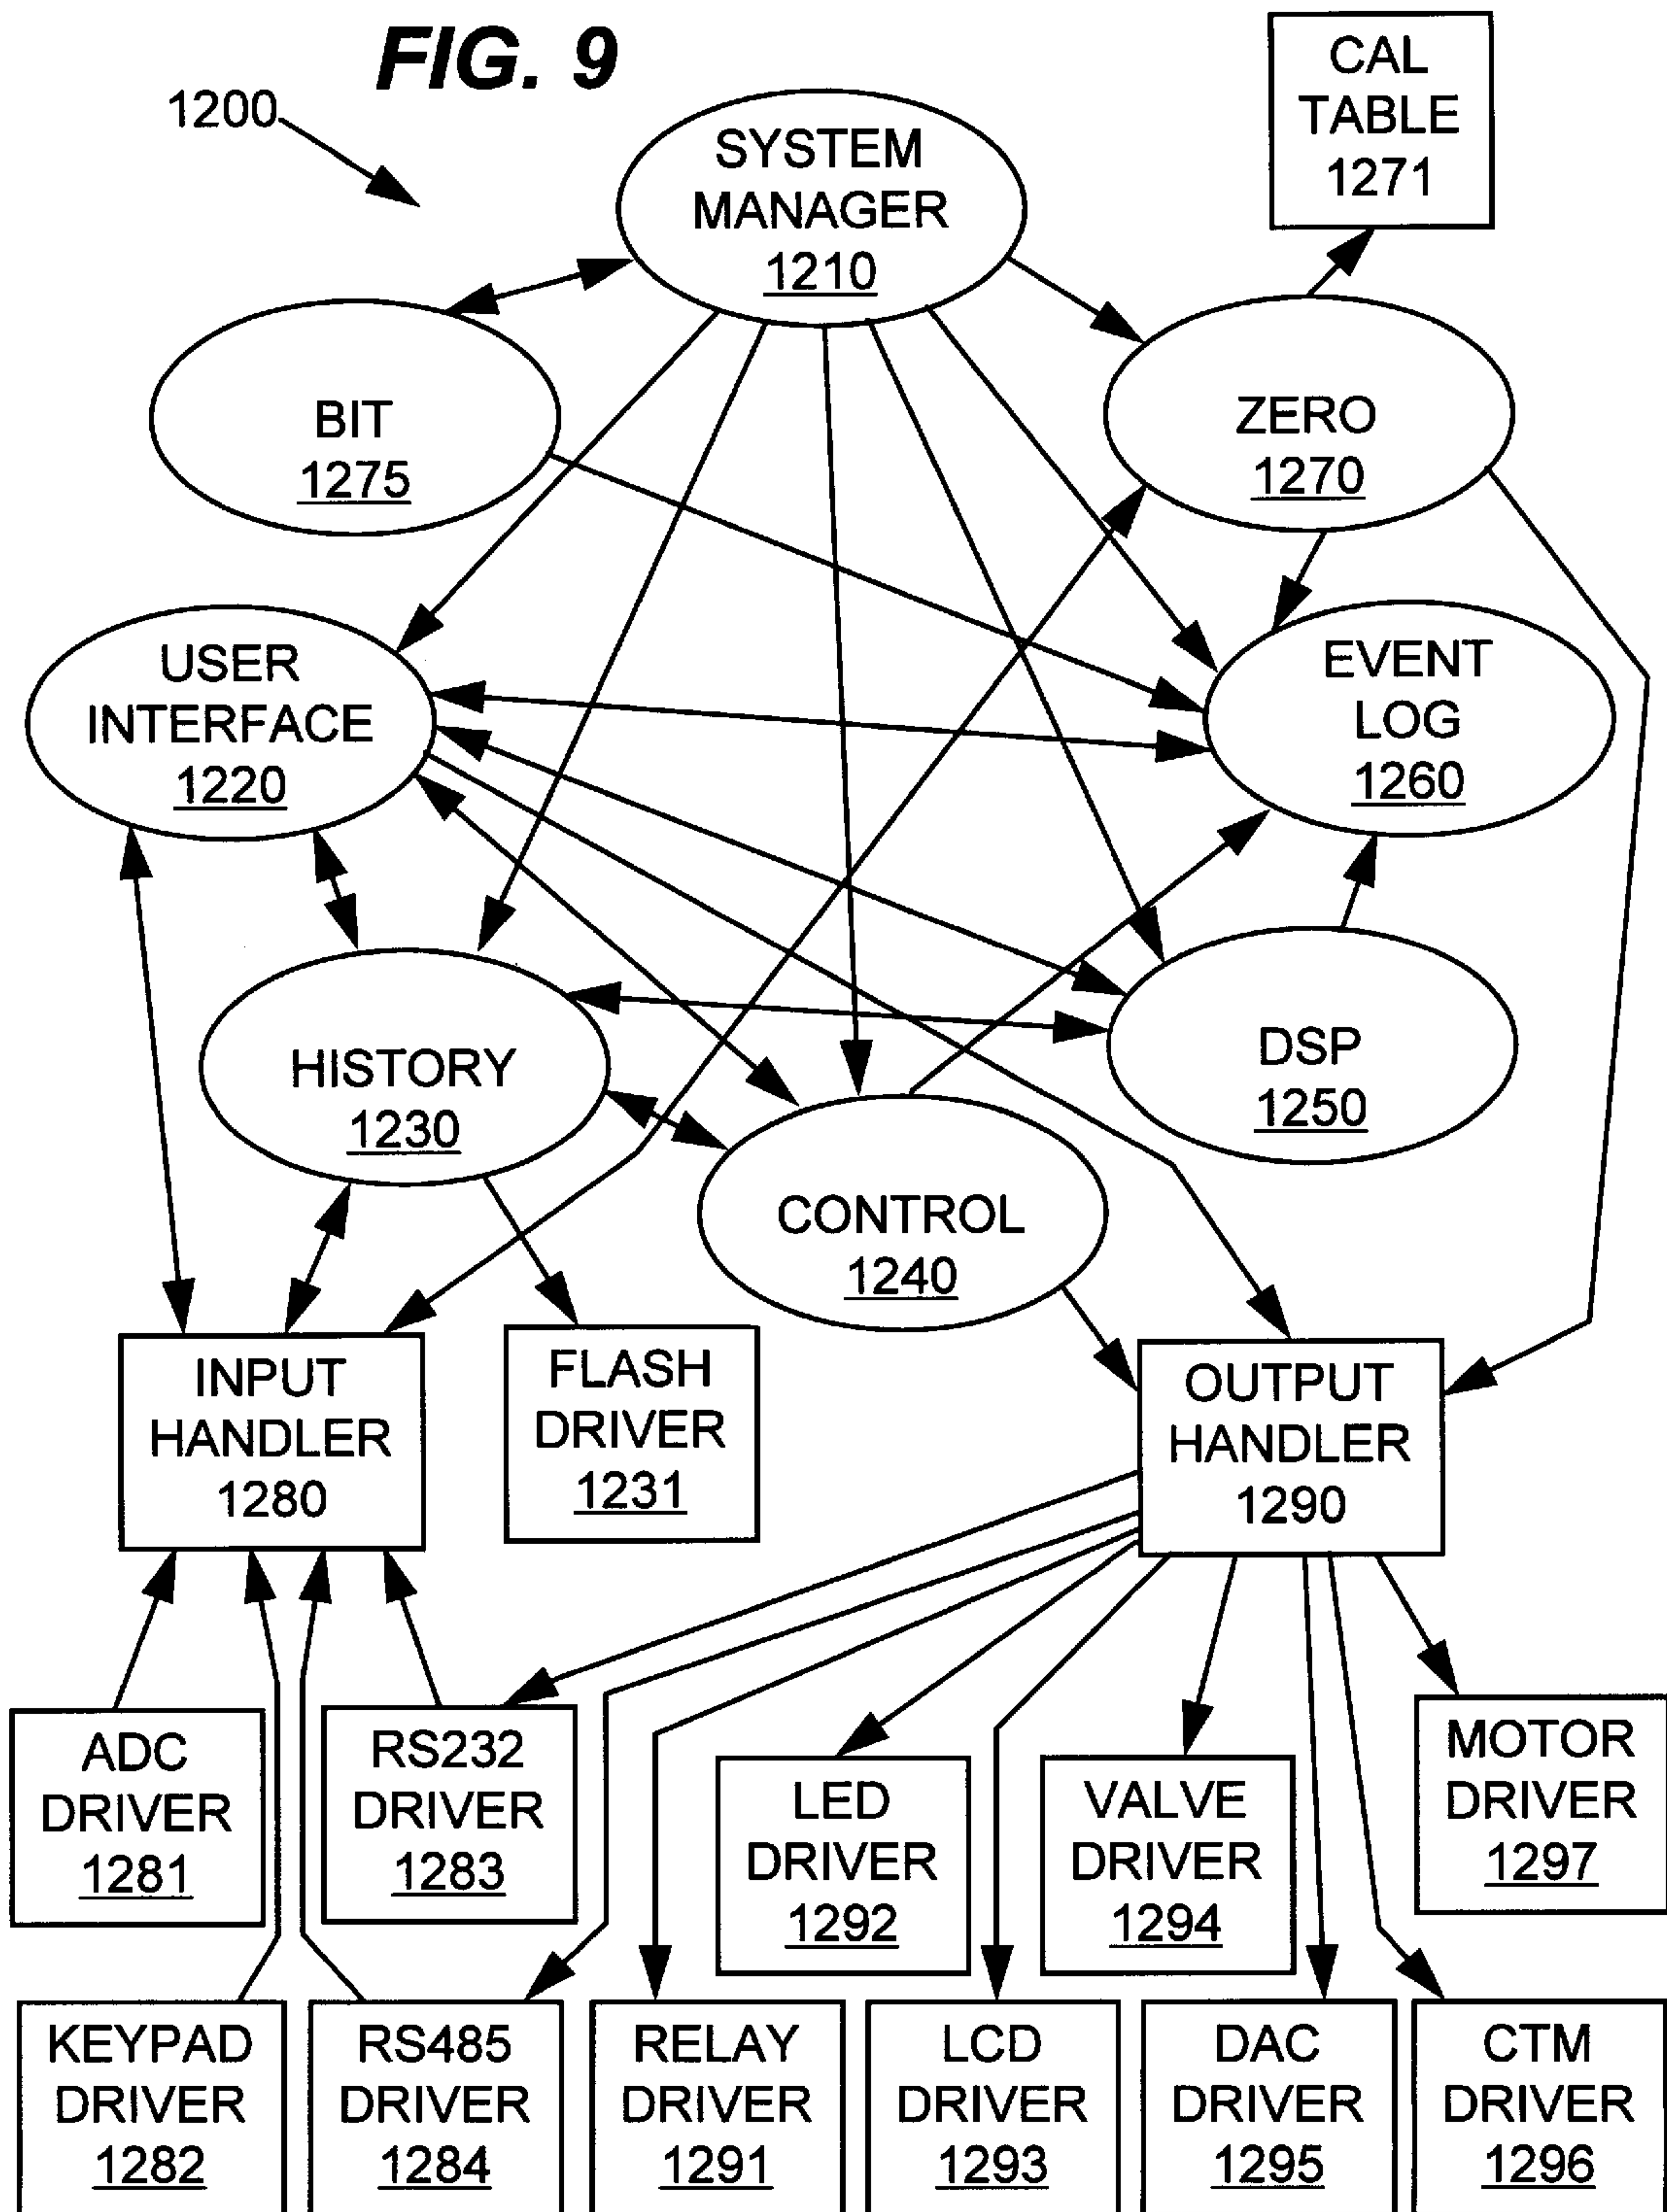 FIG. 9
1200
CAL
TABLE
1271
SYSTEM
MANAGER
1210
BIT
1275
ZERO
1270
USER
INTERFACE
1220
EVENT
LOG
1260
HISTORY
1230
DSP
1250
CONTROL
1240
INPUT
HANDLER
1280
FLASH
DRIVER
1231
OUTPUT
HANDLER
1290
ADC
DRIVER
1281
RS232
DRIVER
1283
LED
DRIVER
1292
VALVE
DRIVER
1294
MOTOR
DRIVER
1297
KEYPAD
DRIVER
1282
RS485
DRIVER
1284
RELAY
DRIVER
1291
LCD
DRIVER
1293
DAC
DRIVER
1295
CTM
DRIVER
1296